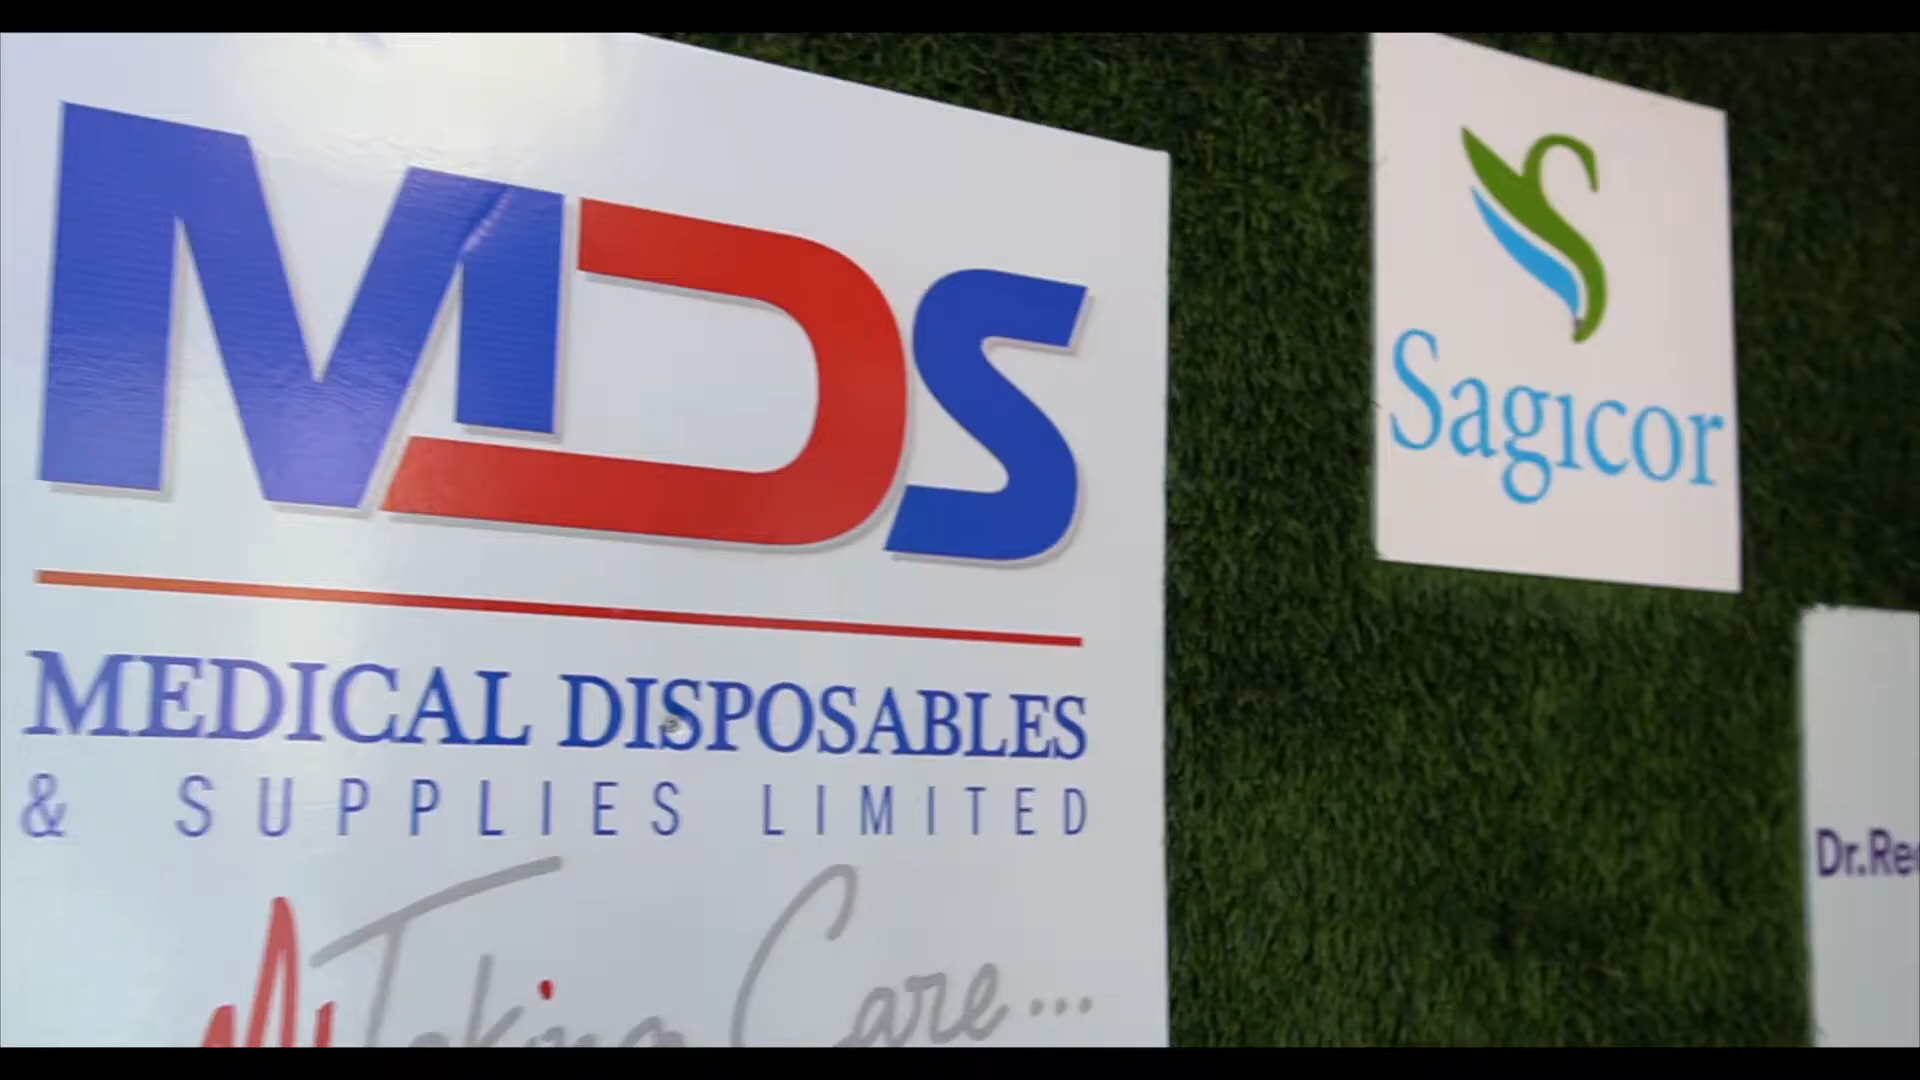 MDS
MEDICAL DISPOSABLES
& SUPPLIES LIMITED
Taking Care...
Sagicor